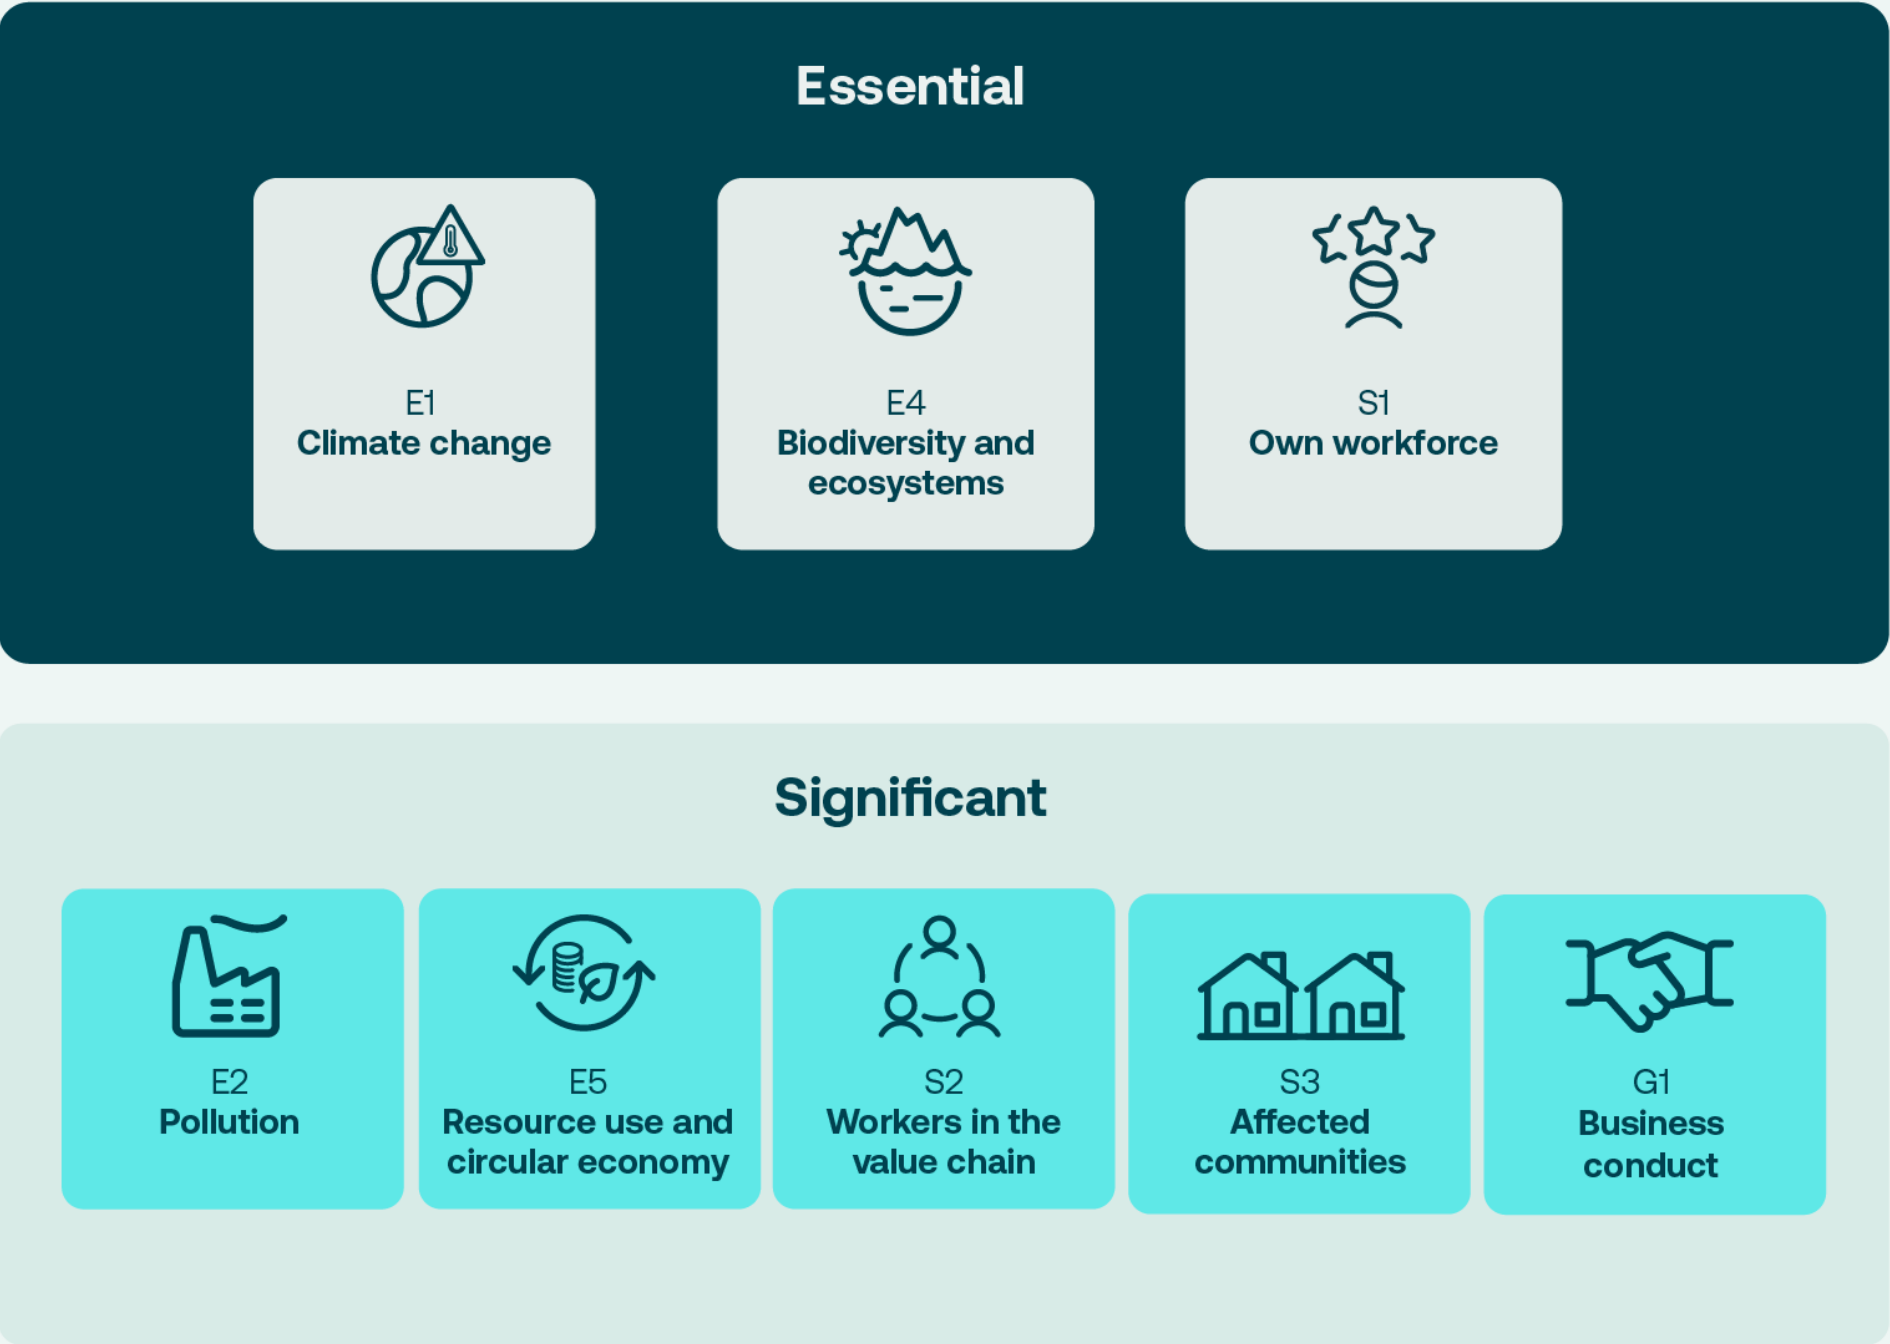 Essential
E1
Climate change
E4
Biodiversity and
ecosystems
S1
Own workforce
Significant
E2
Pollution
E5
Resource use and
circular economy
S2
Workers in the
value chain
S3
Affected
communities
G1
Business
conduct